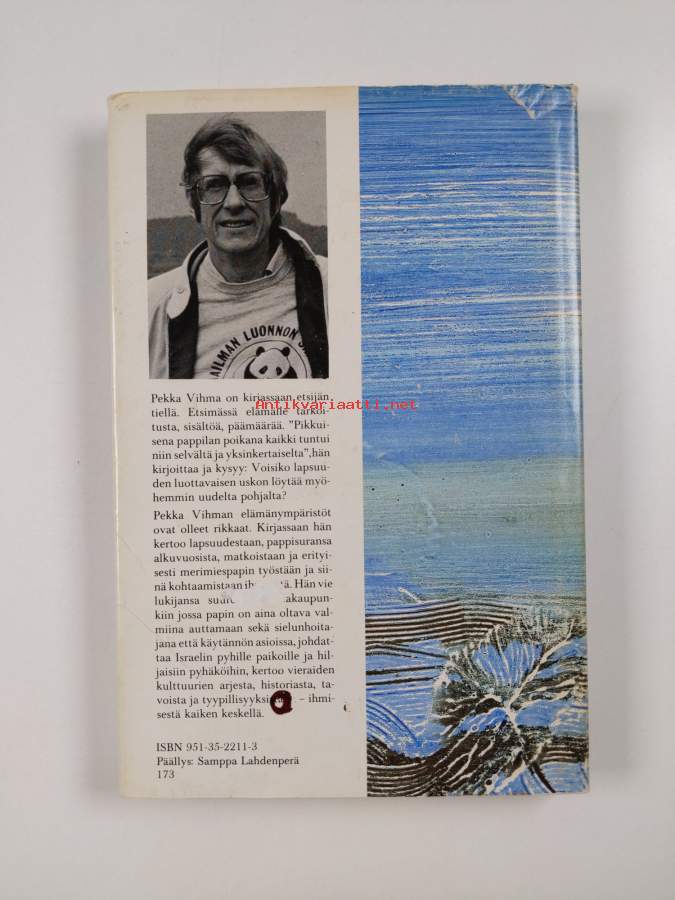 AILMAN LUONNON
Pekka Vihma on kirjassaan etsijän
tiellä. Etsimässä elämälle tarkoi-
tusta, sisältöä, päämäärää. ”Pikkui-
sena pappilan poikana kaikki tuntui
niin selvältä ja yksinkertaiselta”,hän
kirjoittaa ja kysyy: Voisiko lapsuu-
den luottavaisen uskon löytää myö-
hemmin uudelta pohjalta?
Antikvariaatti.net
Pekka Vihman elämänympäristöt
ovat olleet rikkaat. Kirjassaan hän
kertoo lapsuudestaan, pappisuransa
alkuvuosista, matkoistaan ja erityi-
sesti merimiespapin työstään ja sii-
nä kohtaamistaan Hän vie
lukijansa
kiin jossa papin on aina oltava val-
miina auttamaan sekä sielunhoita-
jana että käytännön asioissa, johdat-
taa Israelin pyhille paikoille ja hil-
jaisiin pyhäköihin, kertoo vieraiden
kulttuurien arjesta, historiasta, ta-
voista ja – ihmi-
sestä kaiken keskellä.
ISBN 951-35-2211-3
Päällys: Samppa Lahdenperä
173